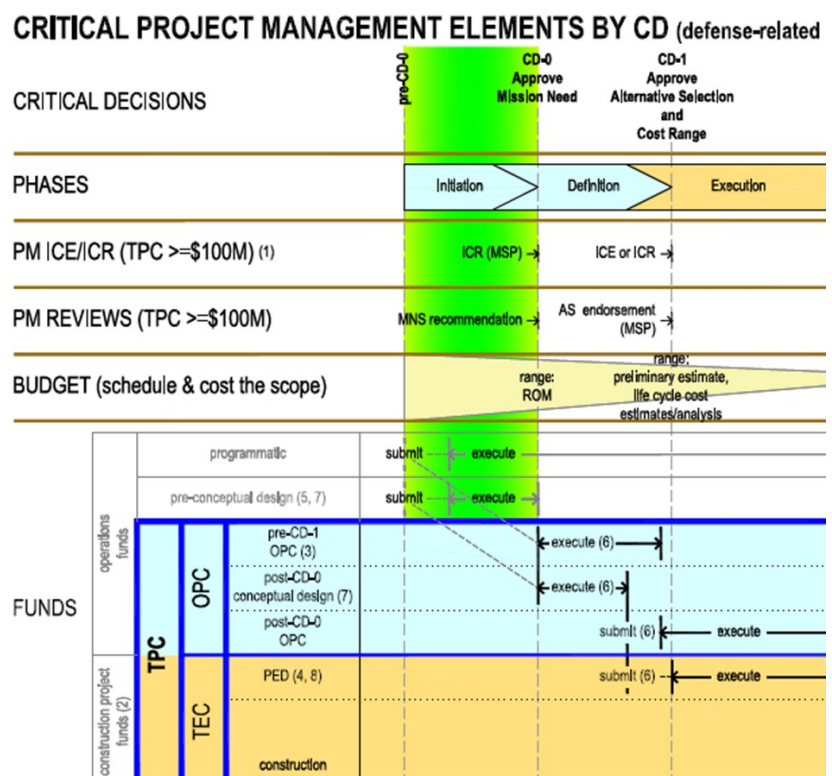 CRITICAL PROJECT MANAGEMENT ELEMENTS BY CD (defense-related
CRITICAL DECISIONS
pre-CD-0
CD-0
Approve
Mission Need
CD-1
Approve
Alternative Selection
and
Cost Range
PHASES
Initiation
Definition
Execution
PM ICE/ICR (TPC >=$100M) (1)
ICR (MSP)
ICE or ICR
PM REVIEWS (TPC >=$100M)
MNS recommendation
AS endorsement
(MSP)
BUDGET (schedule & cost the scope)
range:
ROM
range:
preliminary estimate,
life cycle cost
estimates/analysis
FUNDS
operations
funds
programmatic
submit
execute
pre-conceptual design (5, 7)
submit
execute
TPC
OPC
pre-CD-1
OPC (3)
execute (6)
post-CD-0
conceptual design (7)
execute (6)
post-CD-0
OPC
submit (6)
execute
construction project
funds (2)
TEC
PED (4, 8)
submit (6)
execute
construction